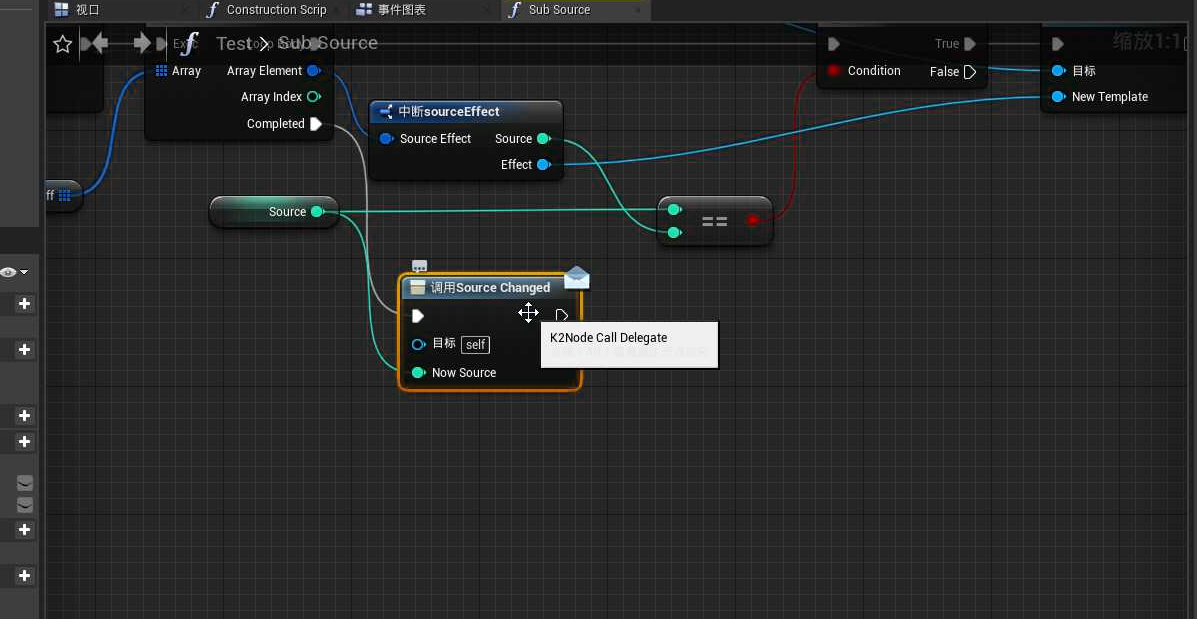 视口
Construction Scrip
事件图表
Sub Source
Test > Sub Source
缩放1:1
Exec
Loop Body
Array
Array Element
Array Index
Completed
True
Condition
False
目标
New Template
中断sourceEffect
Source Effect
Source
Effect
ff
Source
==
调用Source Changed
目标
self
Now Source
K2Node Call Delegate